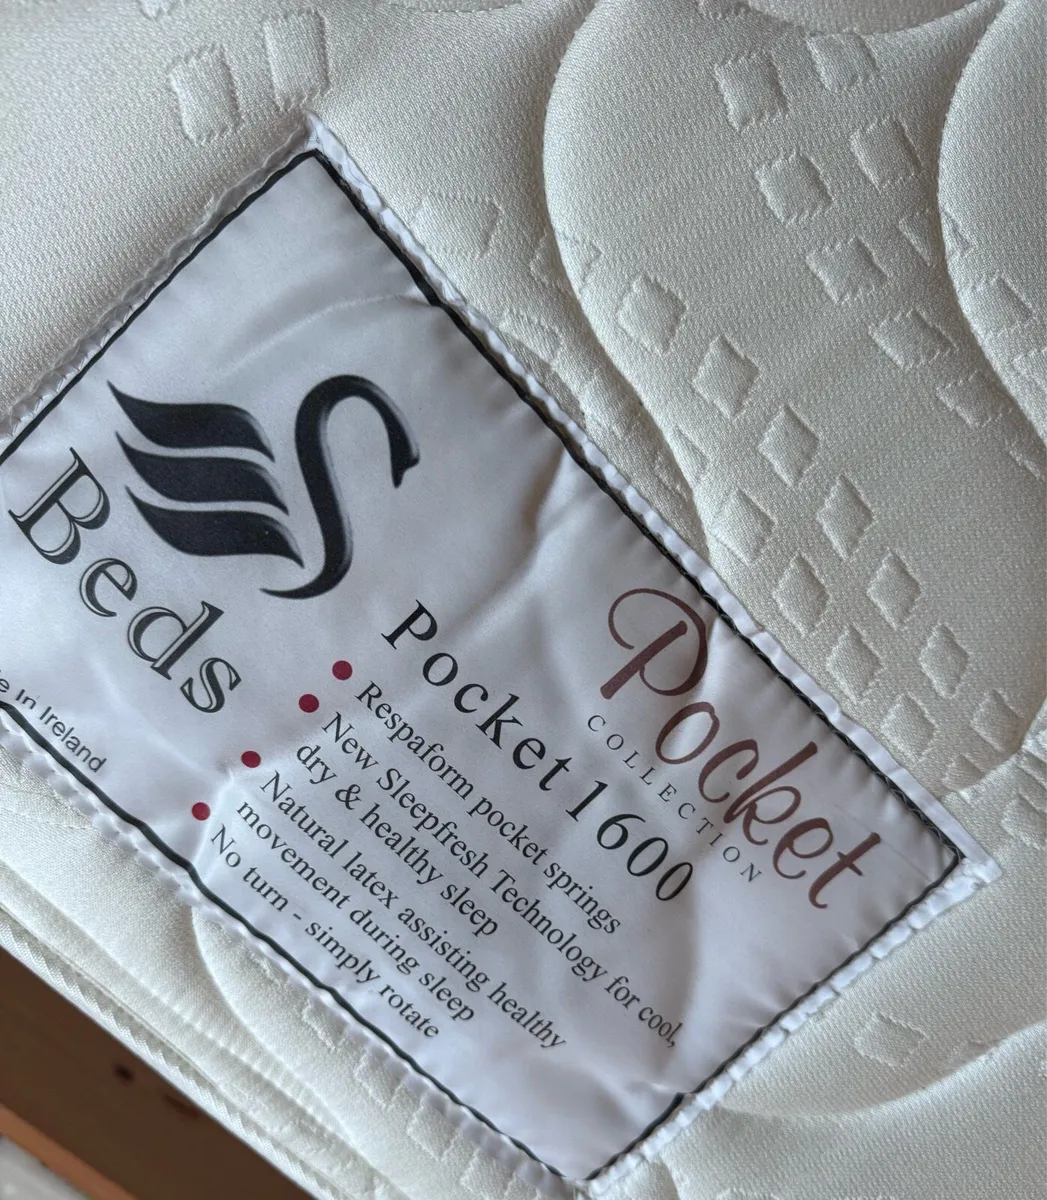 Pocket
COLLECTION
Pocket 1600
Respaform pocket springs
New Sleepfresh Technology for cool,
dry & healthy sleep
Natural latex assisting healthy
movement during sleep
No turn - simply rotate
Beds
in Ireland